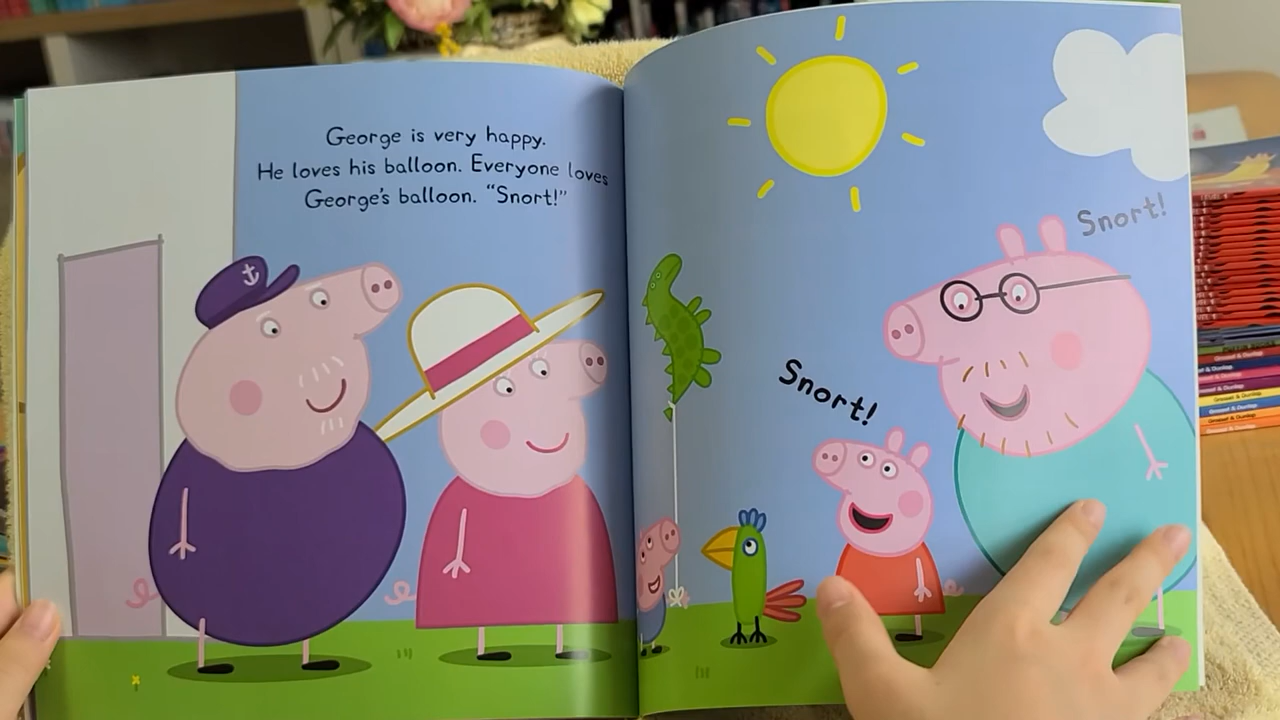 George is very happy.
He loves his balloon. Everyone loves
George's balloon. “Snort!”
Snort!
Snort!